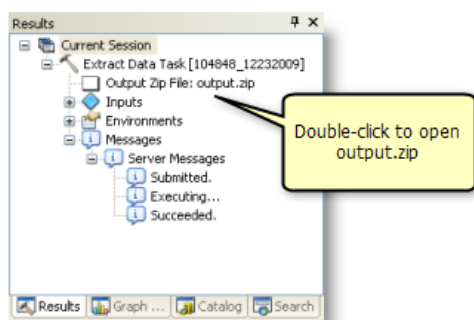 Results
Current Session
Extract Data Task [104848_12232009]
Output Zip File: output.zip
Inputs
Environments
Messages
Server Messages
Submitted.
Executing...
Succeeded.
Double-click to open
output.zip
Results
Graph ...
Catalog
Search